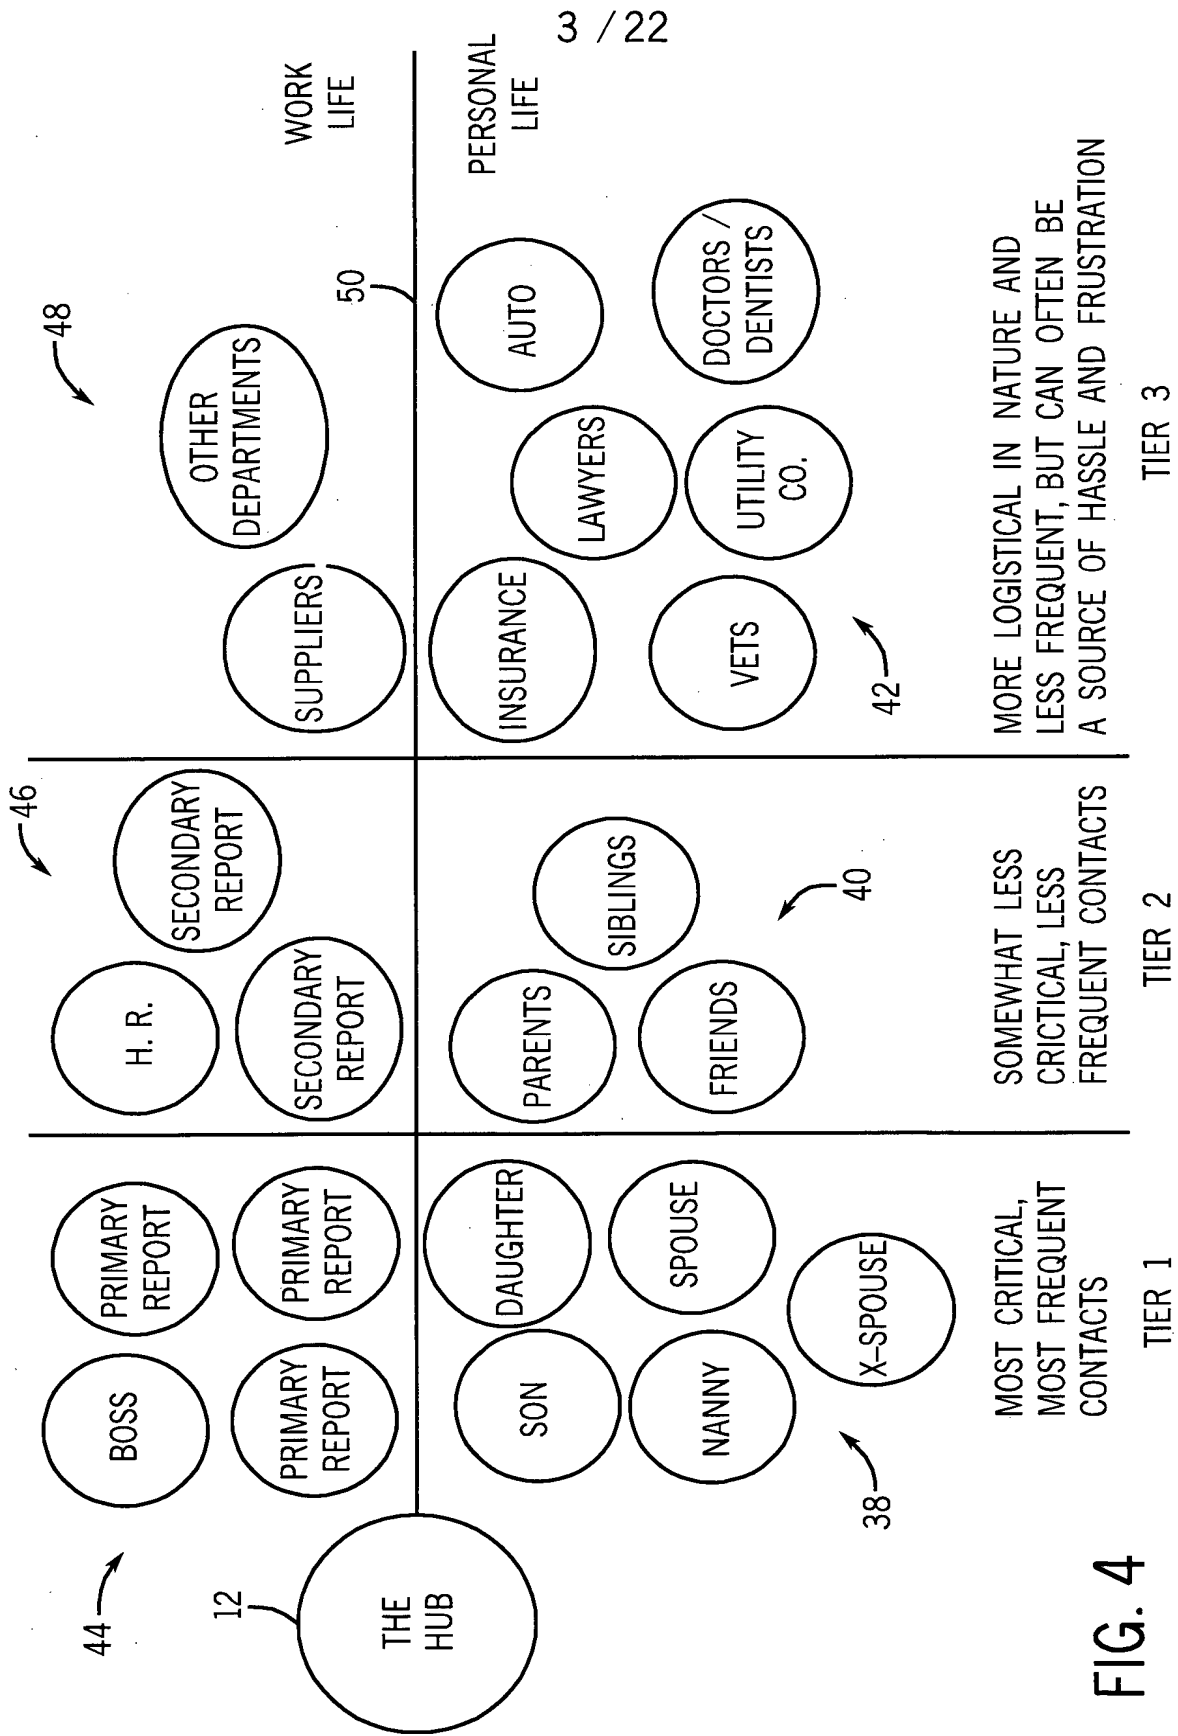 3 / 22
WORK
LIFE
PERSONAL
LIFE
44
BOSS
PRIMARY
REPORT
PRIMARY
REPORT
PRIMARY
REPORT
46
H. R.
SECONDARY
REPORT
SECONDARY
REPORT
48
SUPPLIERS
OTHER
DEPARTMENTS
50
12
THE
HUB
SON
DAUGHTER
NANNY
SPOUSE
X-SPOUSE
38
PARENTS
SIBLINGS
FRIENDS
40
INSURANCE
LAWYERS
AUTO
VETS
UTILITY
CO.
DOCTORS /
DENTISTS
42
MOST CRITICAL,
MOST FREQUENT
CONTACTS
TIER 1
SOMEWHAT LESS
CRICTICAL, LESS
FREQUENT CONTACTS
TIER 2
MORE LOGISTICAL IN NATURE AND
LESS FREQUENT, BUT CAN OFTEN BE
A SOURCE OF HASSLE AND FRUSTRATION
TIER 3
FIG. 4